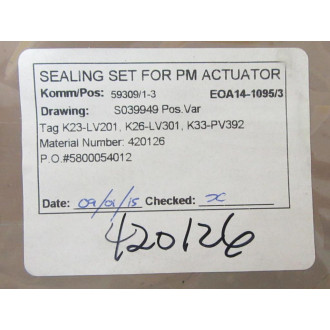 SEALING SET FOR PM ACTUATOR
Komm/Pos: 59309/1-3 EOA14-1095/3
Drawing: S039949 Pos.Var
Tag K23-LV201, K26-LV301, K33-PV392
Material Number: 420126
P.O.#5800054012
Date: 09/01/15 Checked:
420126